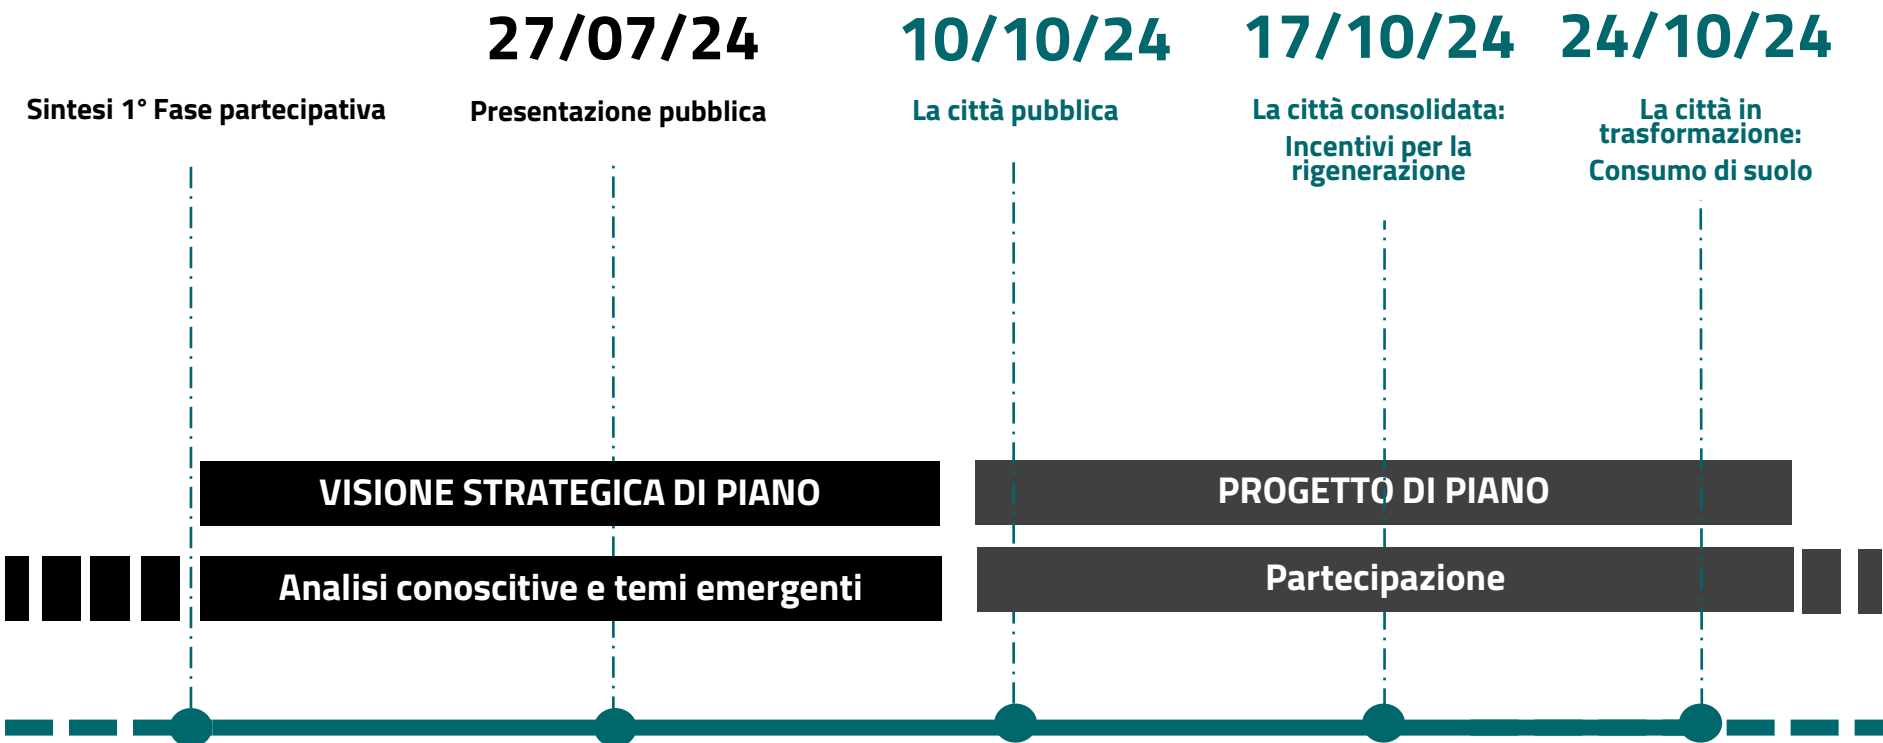 27/07/24
10/10/24
17/10/24
24/10/24
Sintesi 1° Fase partecipativa
Presentazione pubblica
La città pubblica
La città consolidata:
Incentivi per la
rigenerazione
La città in
trasformazione:
Consumo di suolo
VISIONE STRATEGICA DI PIANO
PROGETTO DI PIANO
Analisi conoscitive e temi emergenti
Partecipazione